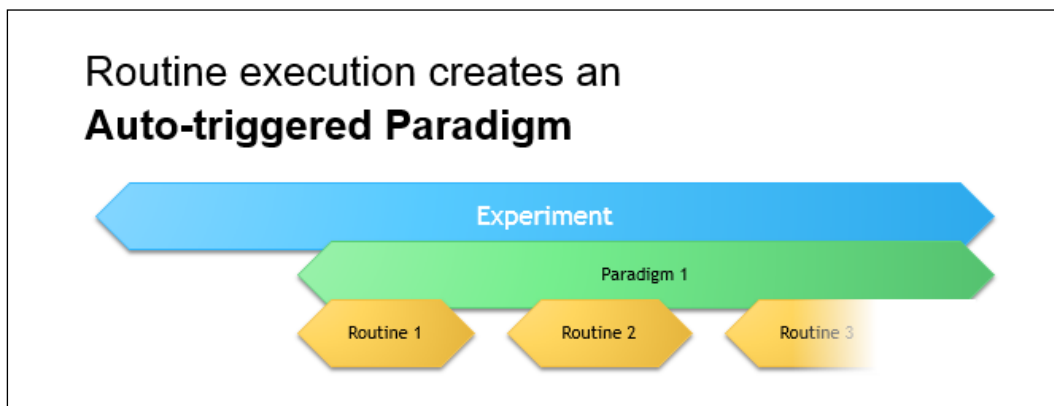 Routine execution creates an
Auto-triggered Paradigm
Experiment
Paradigm 1
Routine 1
Routine 2
Routine 3